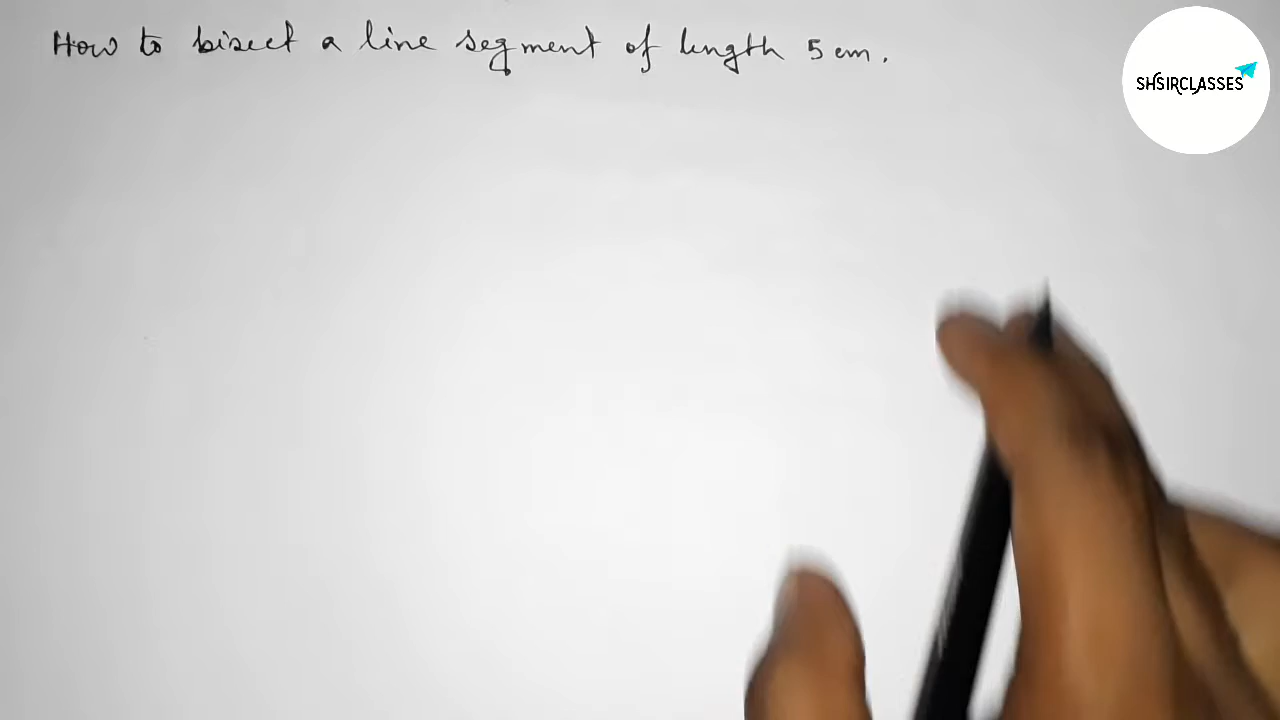 How to bisect a line segment of length 5 cm.
SHSIRCLASSES